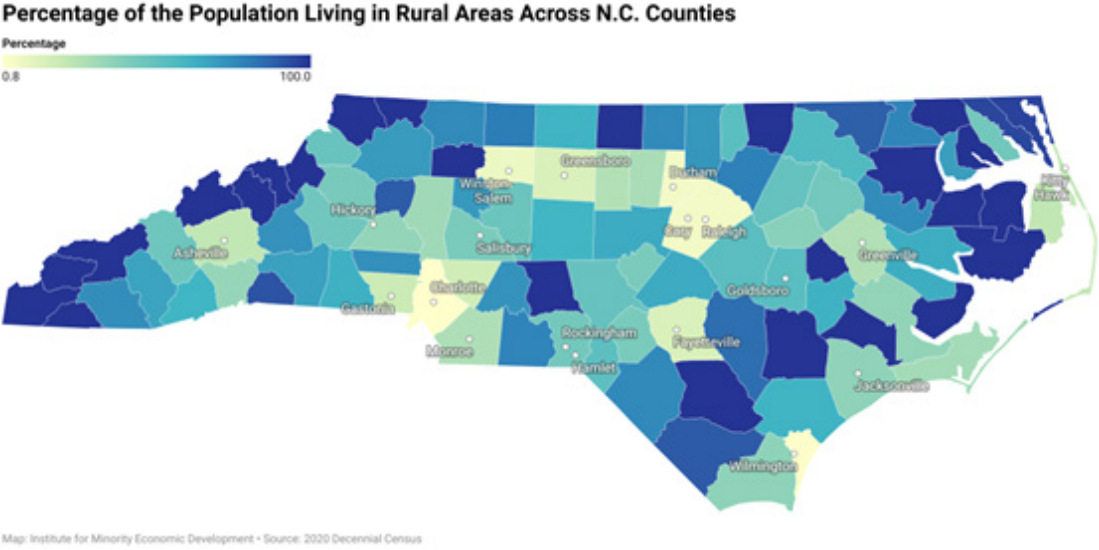 Percentage of the Population Living in Rural Areas Across N.C. Counties
Percentage
0.8 100.0
Greensboro
Durham
Winston-
Salem
Kitty
Hawk
Hickory
Cary Raleigh
Asheville
Salisbury
Greenville
Charlotte
Goldsboro
Gastonia
Rockingham
Fayetteville
Monroe
Hamlet
Jacksonville
Wilmington
Map: Institute for Minority Economic Development • Source: 2020 Decennial Census